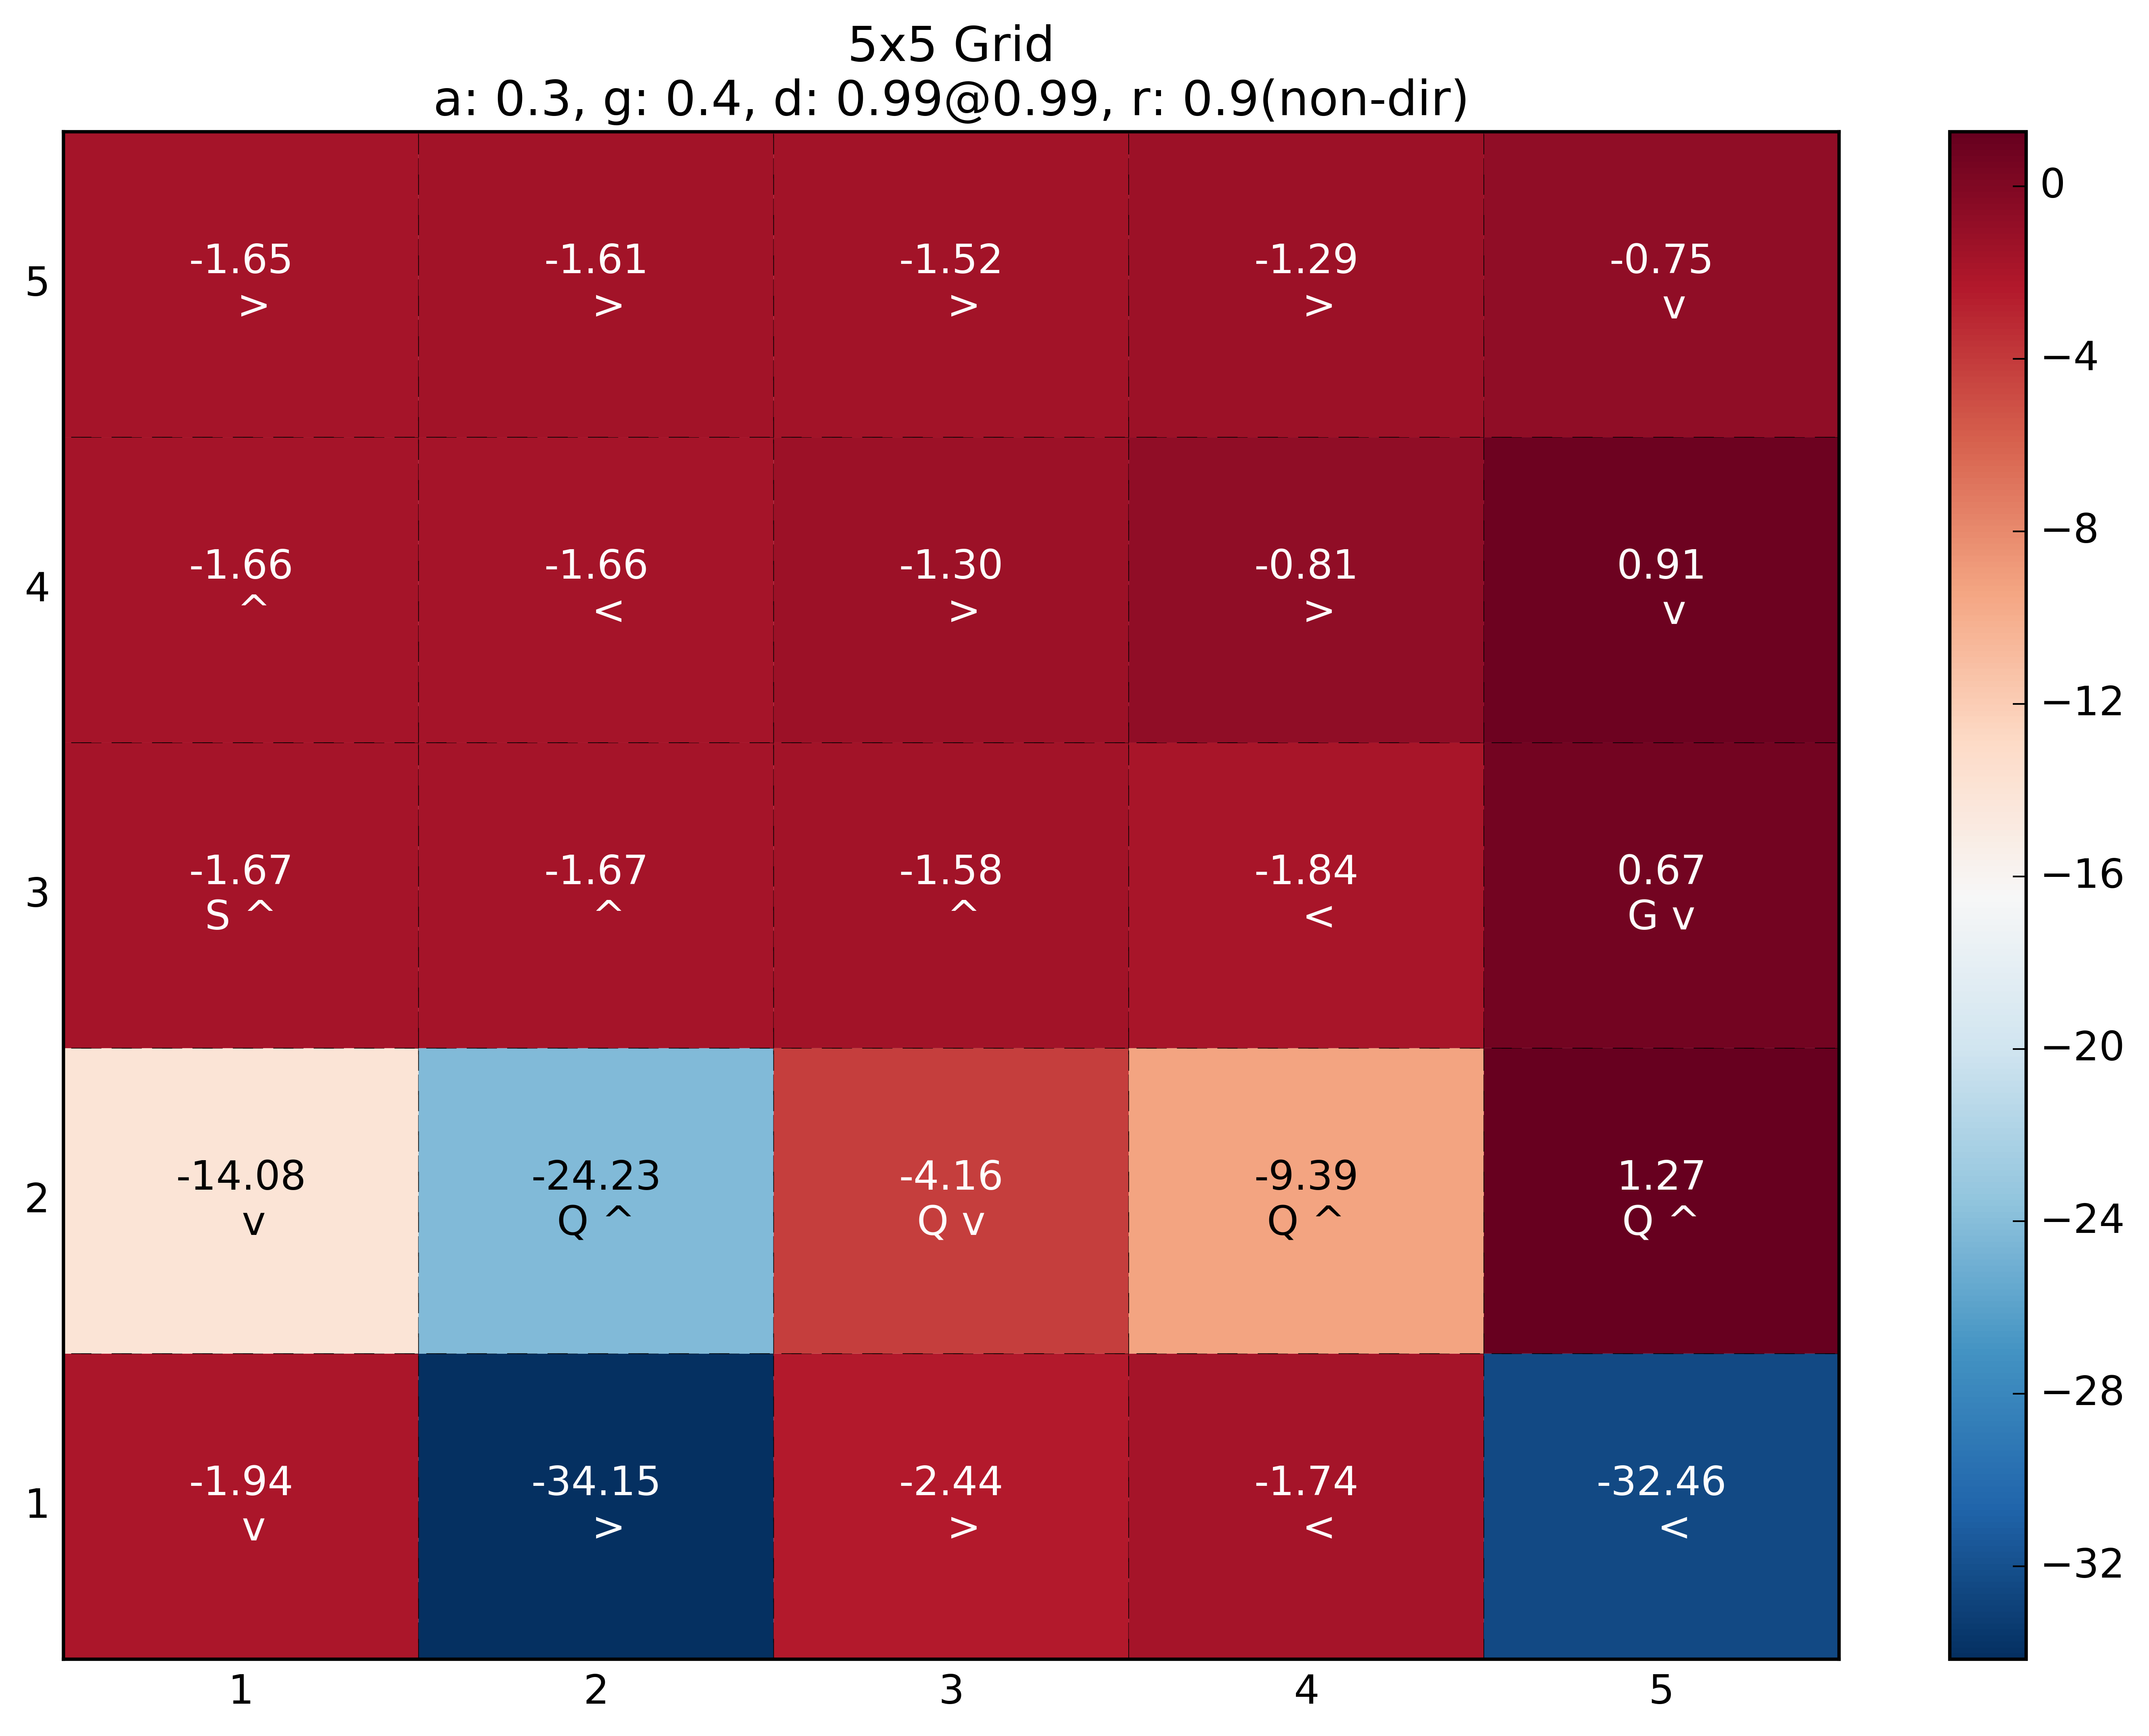 5x5 Grid
a: 0.3, g: 0.4, d: 0.99@0.99, r: 0.9(non-dir)
5
-1.65 -1.61 -1.52 -1.29 -0.75
> > > > v
4
-1.66 -1.66 -1.30 -0.81 0.91
^ < > > v
3
-1.67 -1.67 -1.58 -1.84 0.67
S ^ ^ ^ < G v
2
-14.08 -24.23 -4.16 -9.39 1.27
v Q ^ Q v Q ^ Q ^
1
-1.94 -34.15 -2.44 -1.74 -32.46
v > > < <
1 2 3 4 5
0
−4
−8
−12
−16
−20
−24
−28
−32